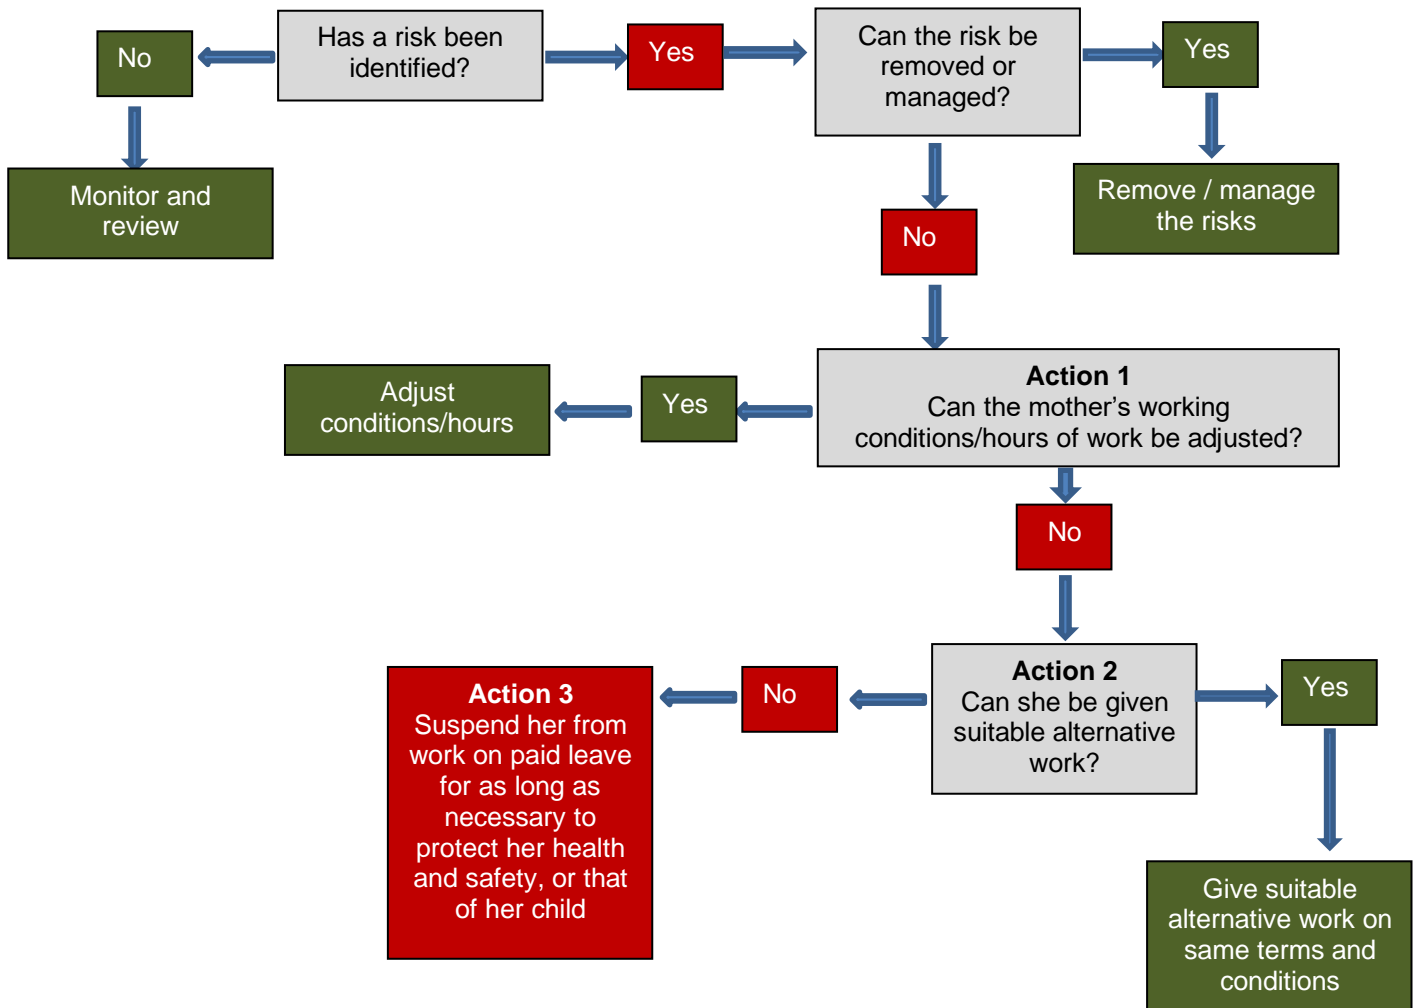 No
Has a risk been
identified?
Yes
Can the risk be
removed or
managed?
Yes
Monitor and
review
Remove / manage
the risks
No
Adjust
conditions/hours
Yes
Action 1
Can the mother’s working
conditions/hours of work be adjusted?
No
Action 3
Suspend her from
work on paid leave
for as long as
necessary to
protect her health
and safety, or that
of her child
No
Action 2
Can she be given
suitable alternative
work?
Yes
Give suitable
alternative work on
same terms and
conditions